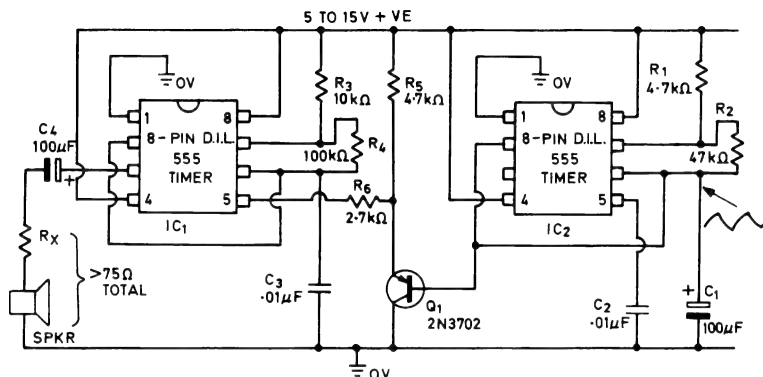 5 TO 15V + VE
0V
R3
10kΩ
R5
4.7kΩ
0V
R1
4.7kΩ
R2
47kΩ
C4
100µF
+
1
8
8-PIN D.I.L.
555
TIMER
4
5
IC1
100kΩ
R4
R6
2.7kΩ
1
8
8-PIN D.I.L.
555
TIMER
4
5
IC2
RX
>75Ω
TOTAL
SPKR
C3
.01µF
Q1
2N3702
C2
.01µF
+
C1
100µF
0V